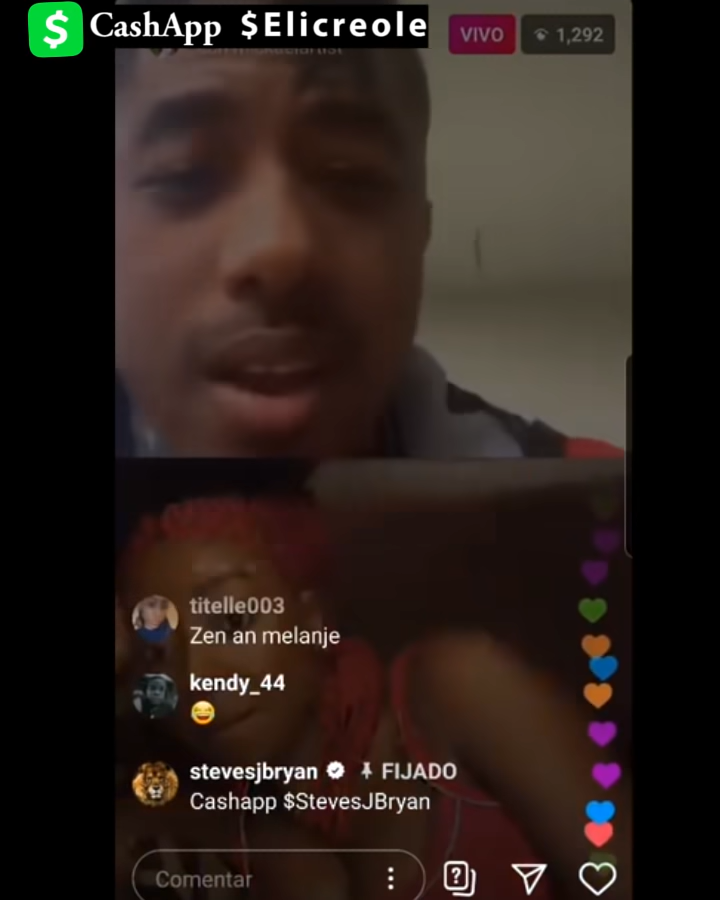 $ CashApp $Elicreole
VIVO 1,292
titelle003
Zen an melanje
kendy_44
stevesjbryan FIJADO
Cashapp $StevesJBryan
Comentar